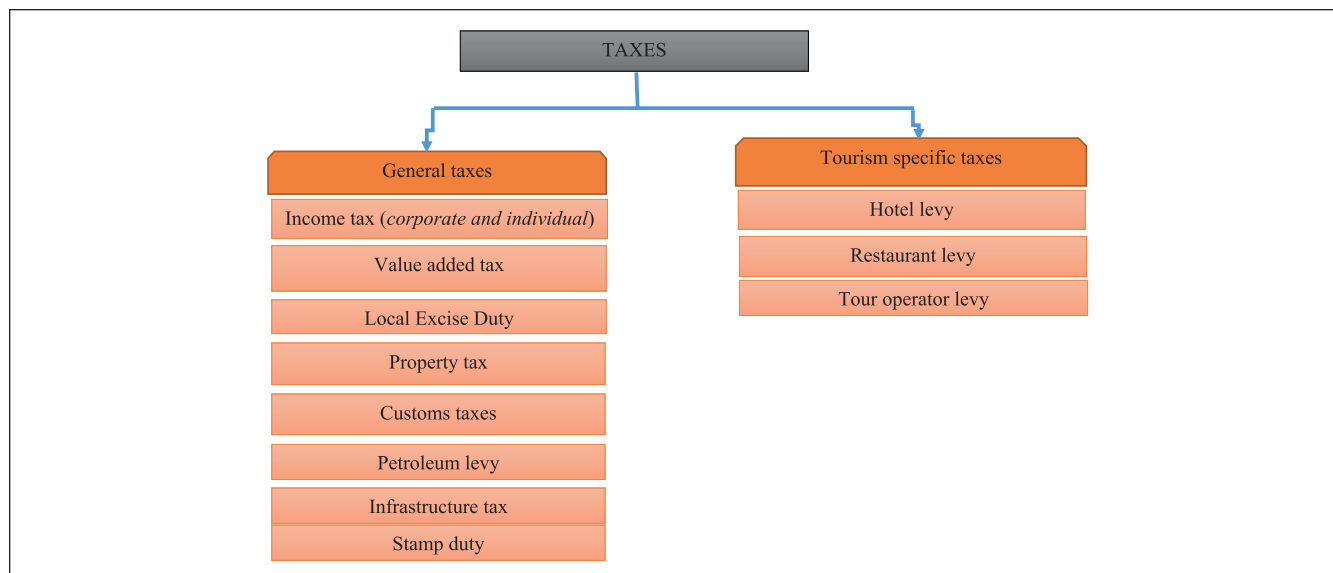 TAXES
General taxes
Income tax (corporate and individual)
Value added tax
Local Excise Duty
Property tax
Customs taxes
Petroleum levy
Infrastructure tax
Stamp duty
Tourism specific taxes
Hotel levy
Restaurant levy
Tour operator levy